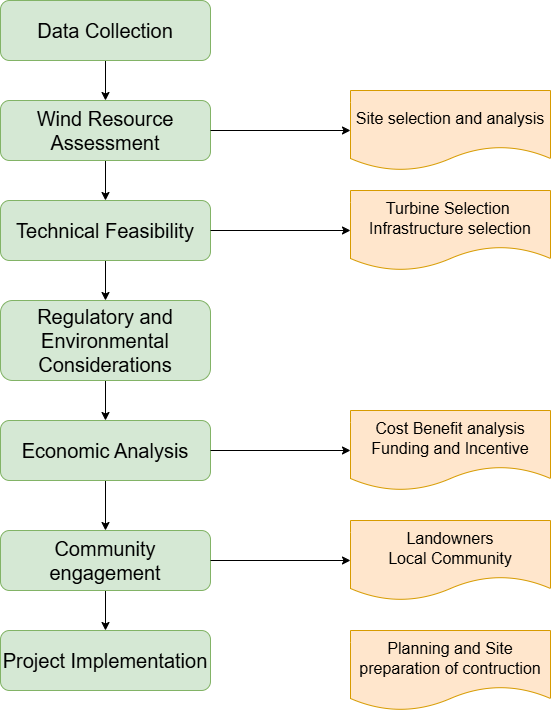 Data Collection
Wind Resource
Assessment
Site selection and analysis
Technical Feasibility
Turbine Selection
Infrastructure selection
Regulatory and
Environmental
Considerations
Economic Analysis
Cost Benefit analysis
Funding and Incentive
Community
engagement
Landowners
Local Community
Project Implementation
Planning and Site
preparation of contruction